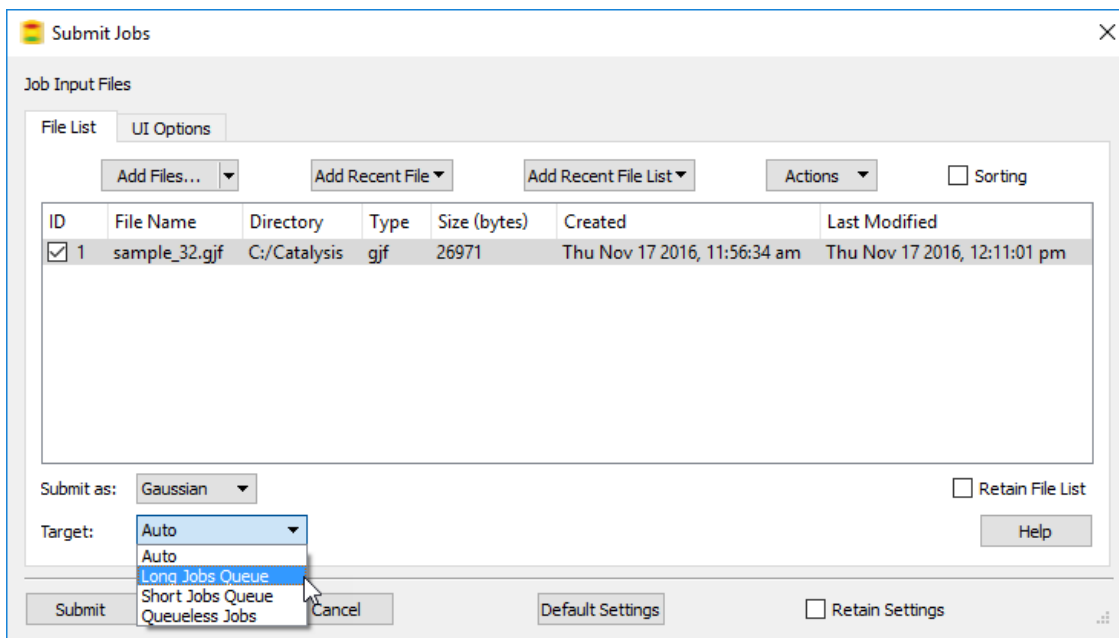 Submit Jobs
Job Input Files
File List UI Options
Add Files... Add Recent File Add Recent File List Actions Sorting
ID File Name Directory Type Size (bytes) Created Last Modified
1 sample_32.gjf C:/Catalysis gjf 26971 Thu Nov 17 2016, 11:56:34 am Thu Nov 17 2016, 12:11:01 pm
Submit as: Gaussian Retain File List
Target: Auto Help
Auto
Long Jobs Queue
Short Jobs Queue
Queueless Jobs
Submit Cancel Default Settings Retain Settings